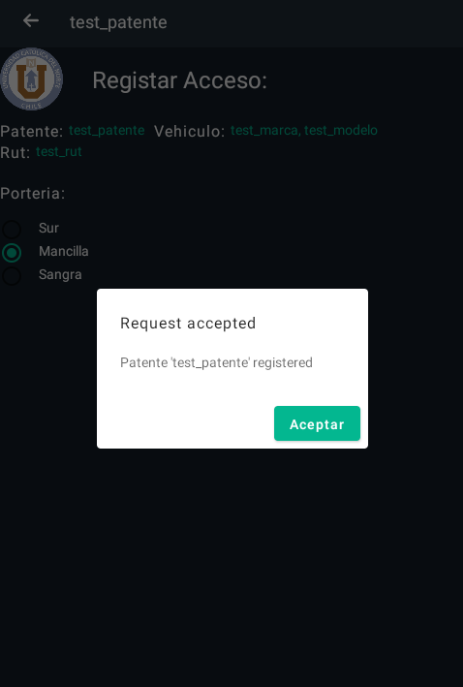 test_patente
Registar Acceso:
Patente: test_patente Vehiculo: test_marca, test_modelo
Rut: test_rut
Porteria:
Sur
Mancilla
Sangra
Request accepted
Patente 'test_patente' registered
Aceptar